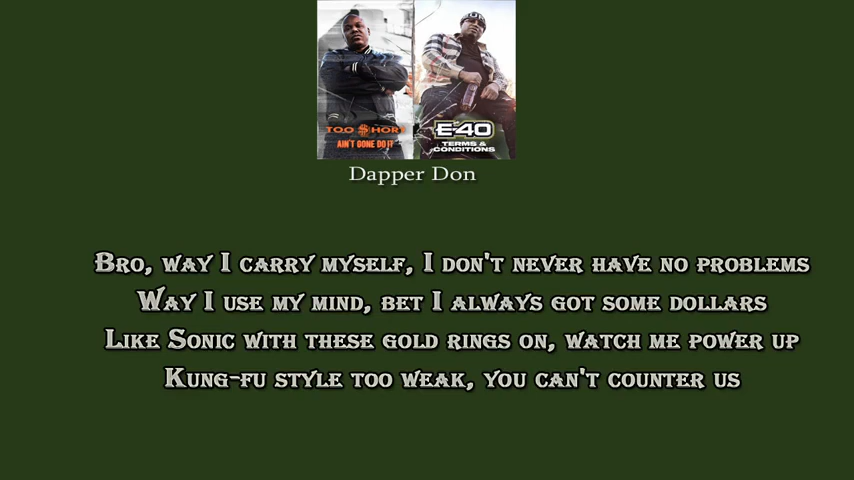 TOO $HORT
AIN'T GONE DO IT
E-40
TERMS &
CONDITIONS
Dapper Don
Bro, way I carry myself, I don't never have no problems
Way I use my mind, bet I always got some dollars
Like Sonic with these gold rings on, watch me power up
Kung-fu style too weak, you can't counter us